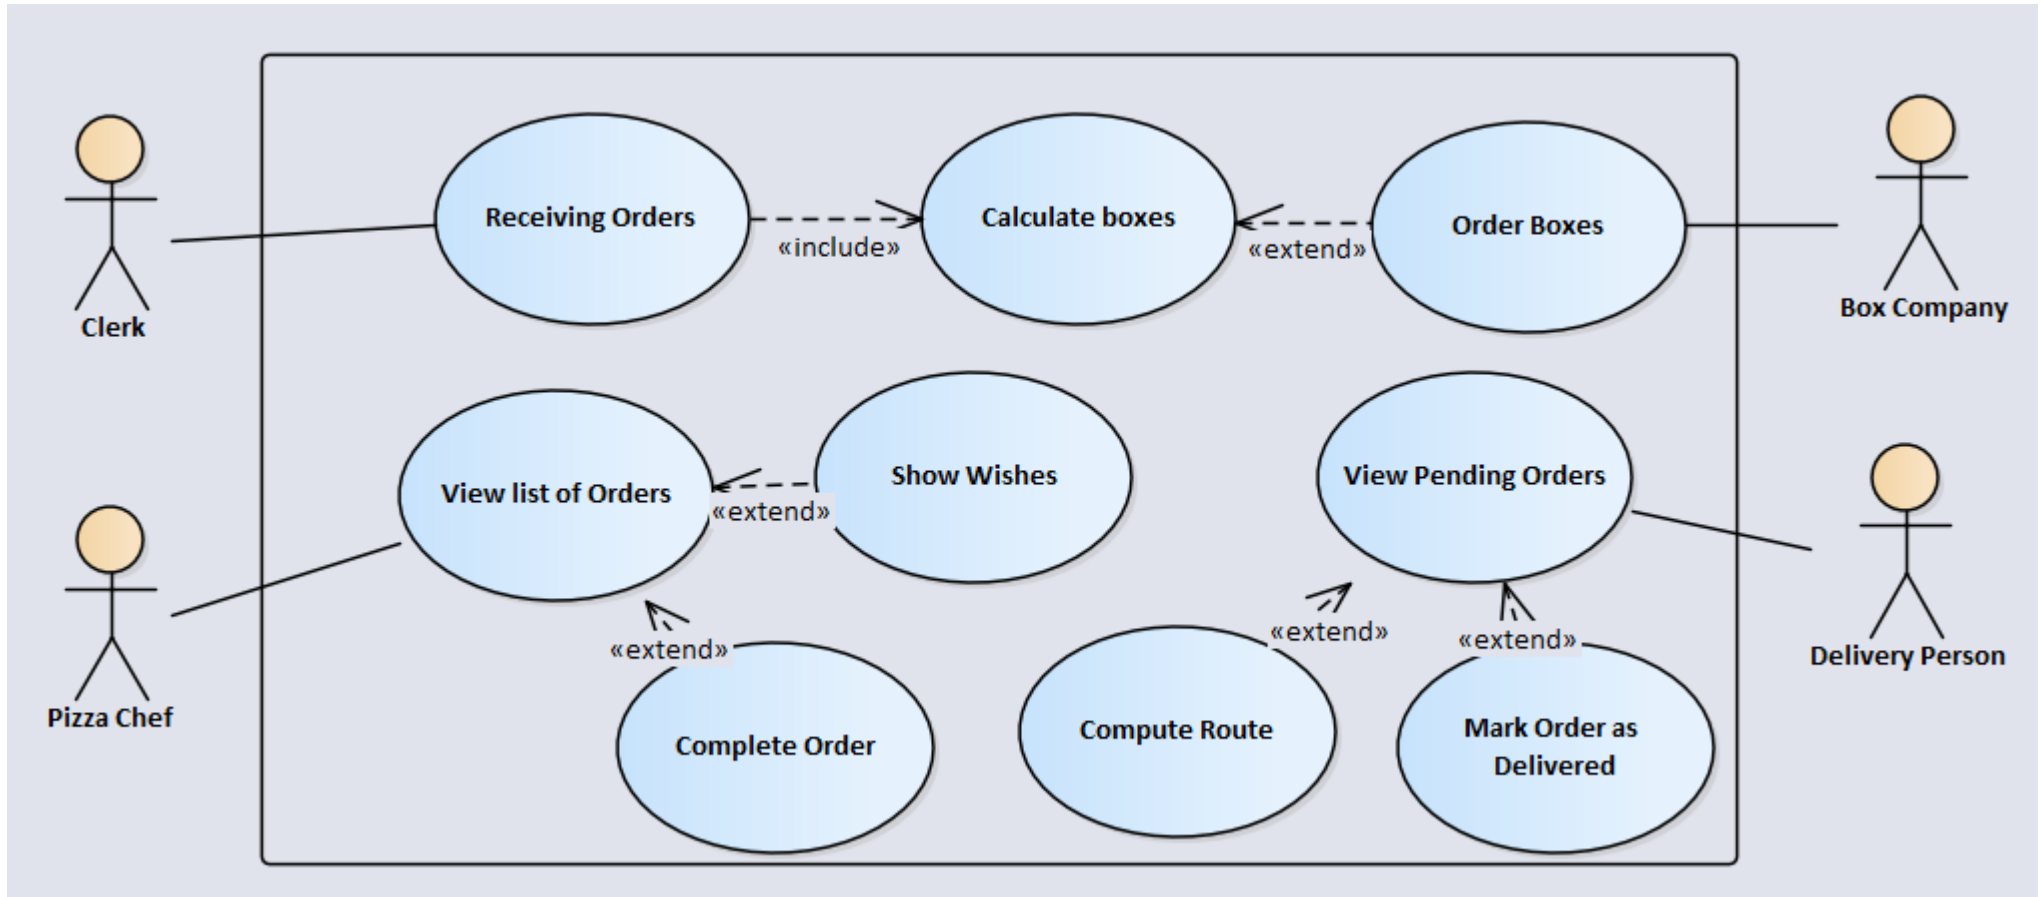 Receiving Orders
Calculate boxes
Order Boxes
«include»
«extend»
Clerk
Box Company
View list of Orders
Show Wishes
View Pending Orders
«extend»
«extend»
«extend»
«extend»
Pizza Chef
Complete Order
Compute Route
Mark Order as
Delivered
Delivery Person